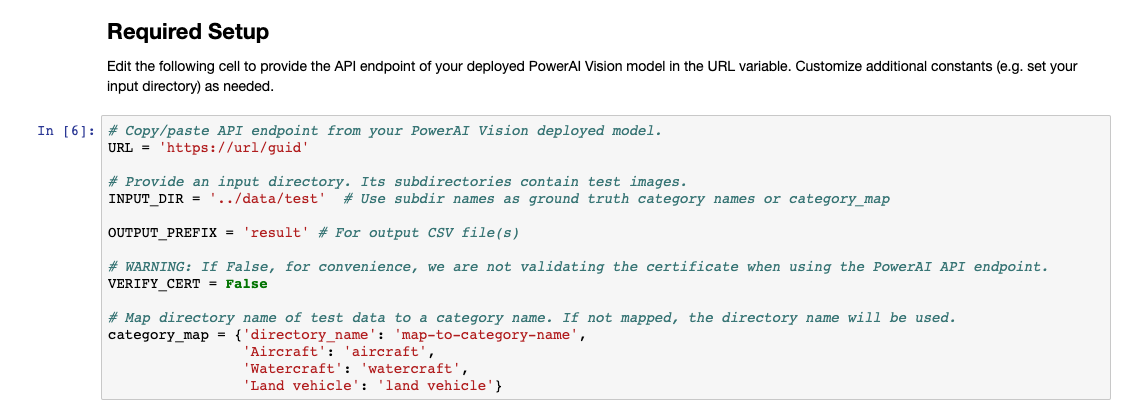 Required Setup
Edit the following cell to provide the API endpoint of your deployed PowerAI Vision model in the URL variable. Customize additional constants (e.g. set your
input directory) as needed.
In [6]: # Copy/paste API endpoint from your PowerAI Vision deployed model.
URL = 'https://url/guid'
# Provide an input directory. Its subdirectories contain test images.
INPUT_DIR = '../data/test'  # Use subdir names as ground truth category names or category_map
OUTPUT_PREFIX = 'result' # For output CSV file(s)
# WARNING: If False, for convenience, we are not validating the certificate when using the PowerAI API endpoint.
VERIFY_CERT = False
# Map directory name of test data to a category name. If not mapped, the directory name will be used.
category_map = {'directory_name': 'map-to-category-name',
                'Aircraft': 'aircraft',
                'Watercraft': 'watercraft',
                'Land vehicle': 'land vehicle'}